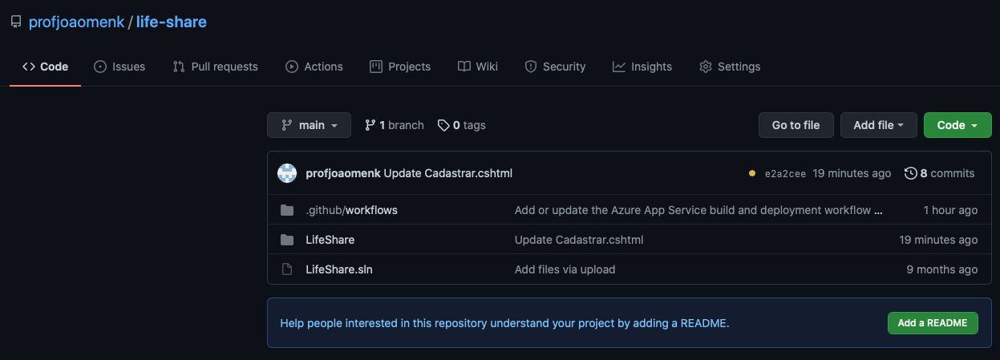 profjoaomenk / life-share
Code Issues Pull requests Actions Projects Wiki Security Insights Settings
main 1 branch 0 tags Go to file Add file Code
profjoaomenk Update Cadastrar.cshtml e2a2cee 19 minutes ago 8 commits
.github/workflows Add or update the Azure App Service build and deployment workflow ... 1 hour ago
LifeShare Update Cadastrar.cshtml 19 minutes ago
LifeShare.sln Add files via upload 9 months ago
Help people interested in this repository understand your project by adding a README. Add a README